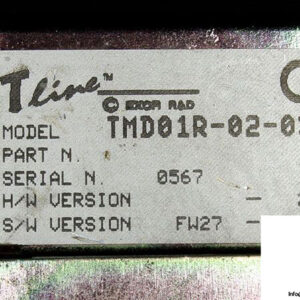 Tline™
© EXOR R&D
MODEL TMD01R-02-0
PART N.
SERIAL N. 0567
H/W VERSION -
S/W VERSION FW27 -